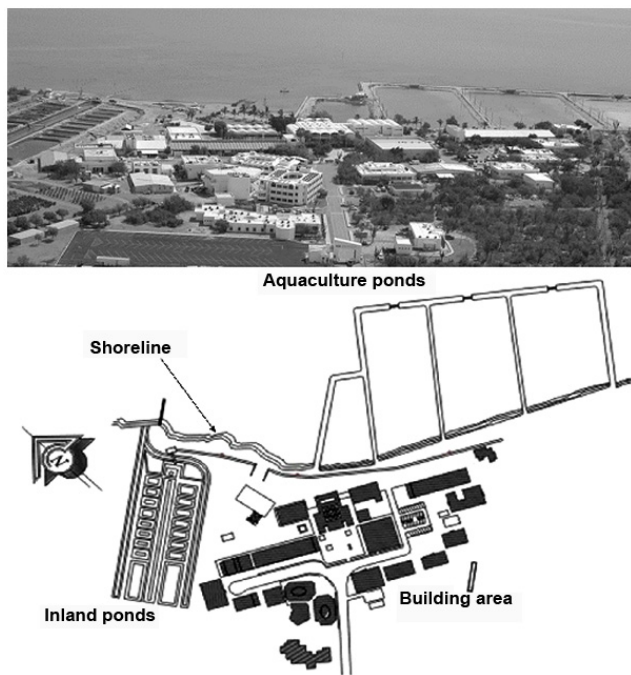 Aquaculture ponds
Shoreline
N
Inland ponds
Building area